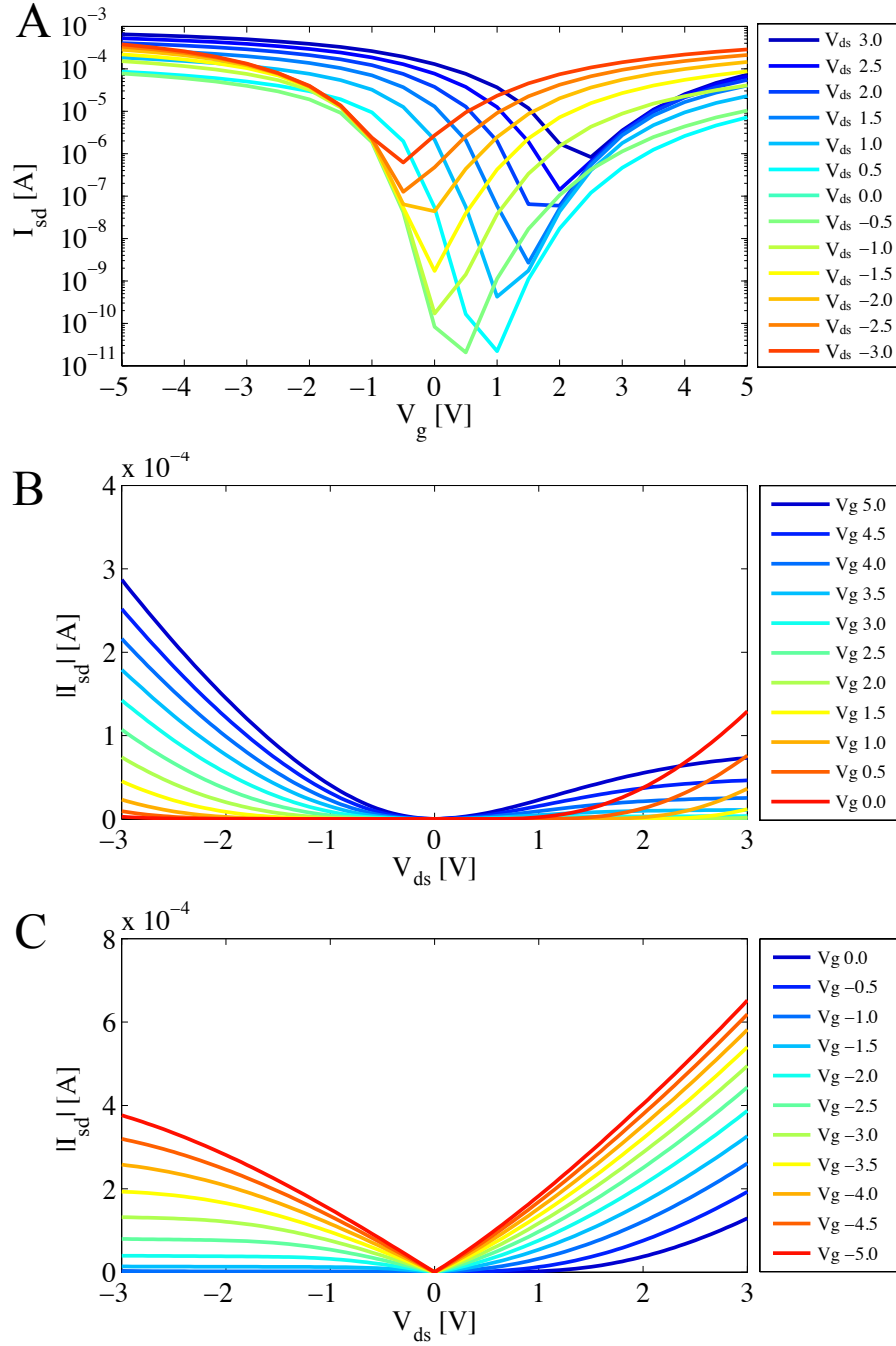 A
10⁻³
10⁻⁴
10⁻⁵
10⁻⁶
10⁻⁷
10⁻⁸
10⁻⁹
10⁻¹⁰
10⁻¹¹
I_sd [A]
−5 −4 −3 −2 −1 0 1 2 3 4 5
V_g [V]
V_ds 3.0
V_ds 2.5
V_ds 2.0
V_ds 1.5
V_ds 1.0
V_ds 0.5
V_ds 0.0
V_ds −0.5
V_ds −1.0
V_ds −1.5
V_ds −2.0
V_ds −2.5
V_ds −3.0
B
x 10⁻⁴
4
3
2
1
0
|I_sd| [A]
−3 −2 −1 0 1 2 3
V_ds [V]
Vg 5.0
Vg 4.5
Vg 4.0
Vg 3.5
Vg 3.0
Vg 2.5
Vg 2.0
Vg 1.5
Vg 1.0
Vg 0.5
Vg 0.0
C
x 10⁻⁴
8
6
4
2
0
|I_sd| [A]
−3 −2 −1 0 1 2 3
V_ds [V]
Vg 0.0
Vg −0.5
Vg −1.0
Vg −1.5
Vg −2.0
Vg −2.5
Vg −3.0
Vg −3.5
Vg −4.0
Vg −4.5
Vg −5.0